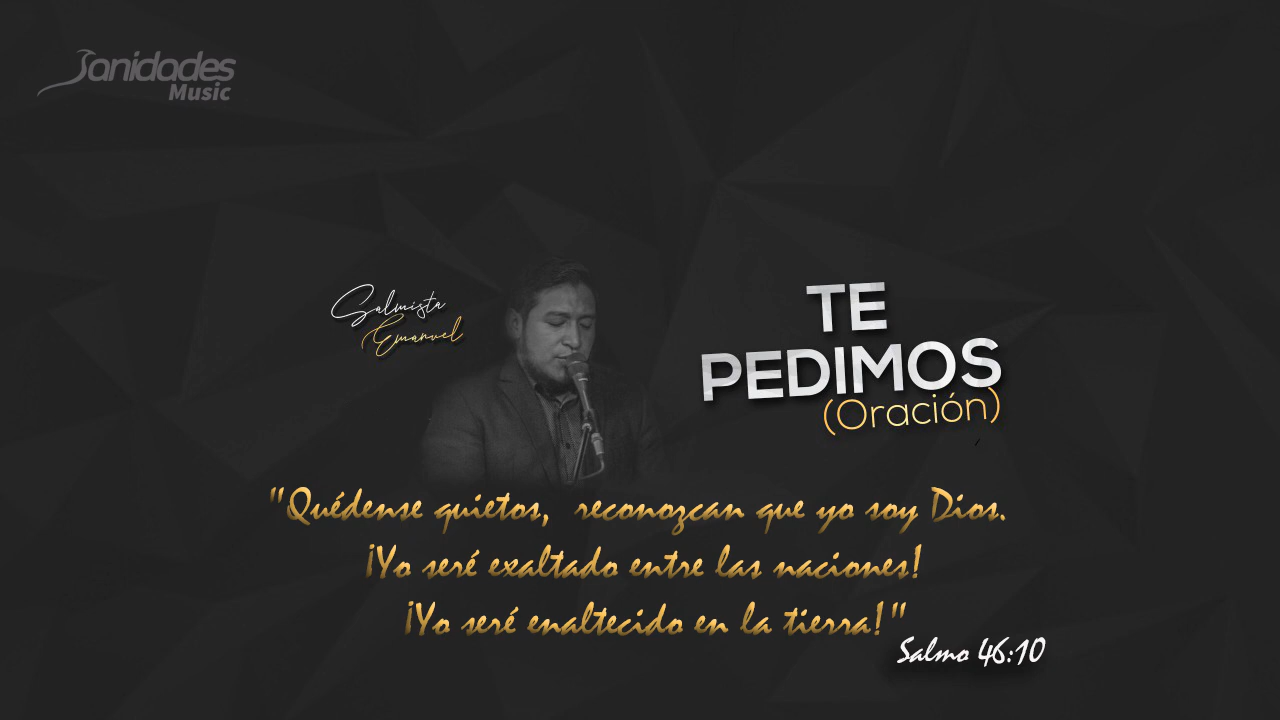 Sanidades
Music
Salmista
Emanuel
TE
PEDIMOS
(Oración)
"Quédense quietos, reconozcan que yo soy Dios.
¡Yo seré exaltado entre las naciones!
¡Yo seré enaltecido en la tierra!"
Salmo 46:10